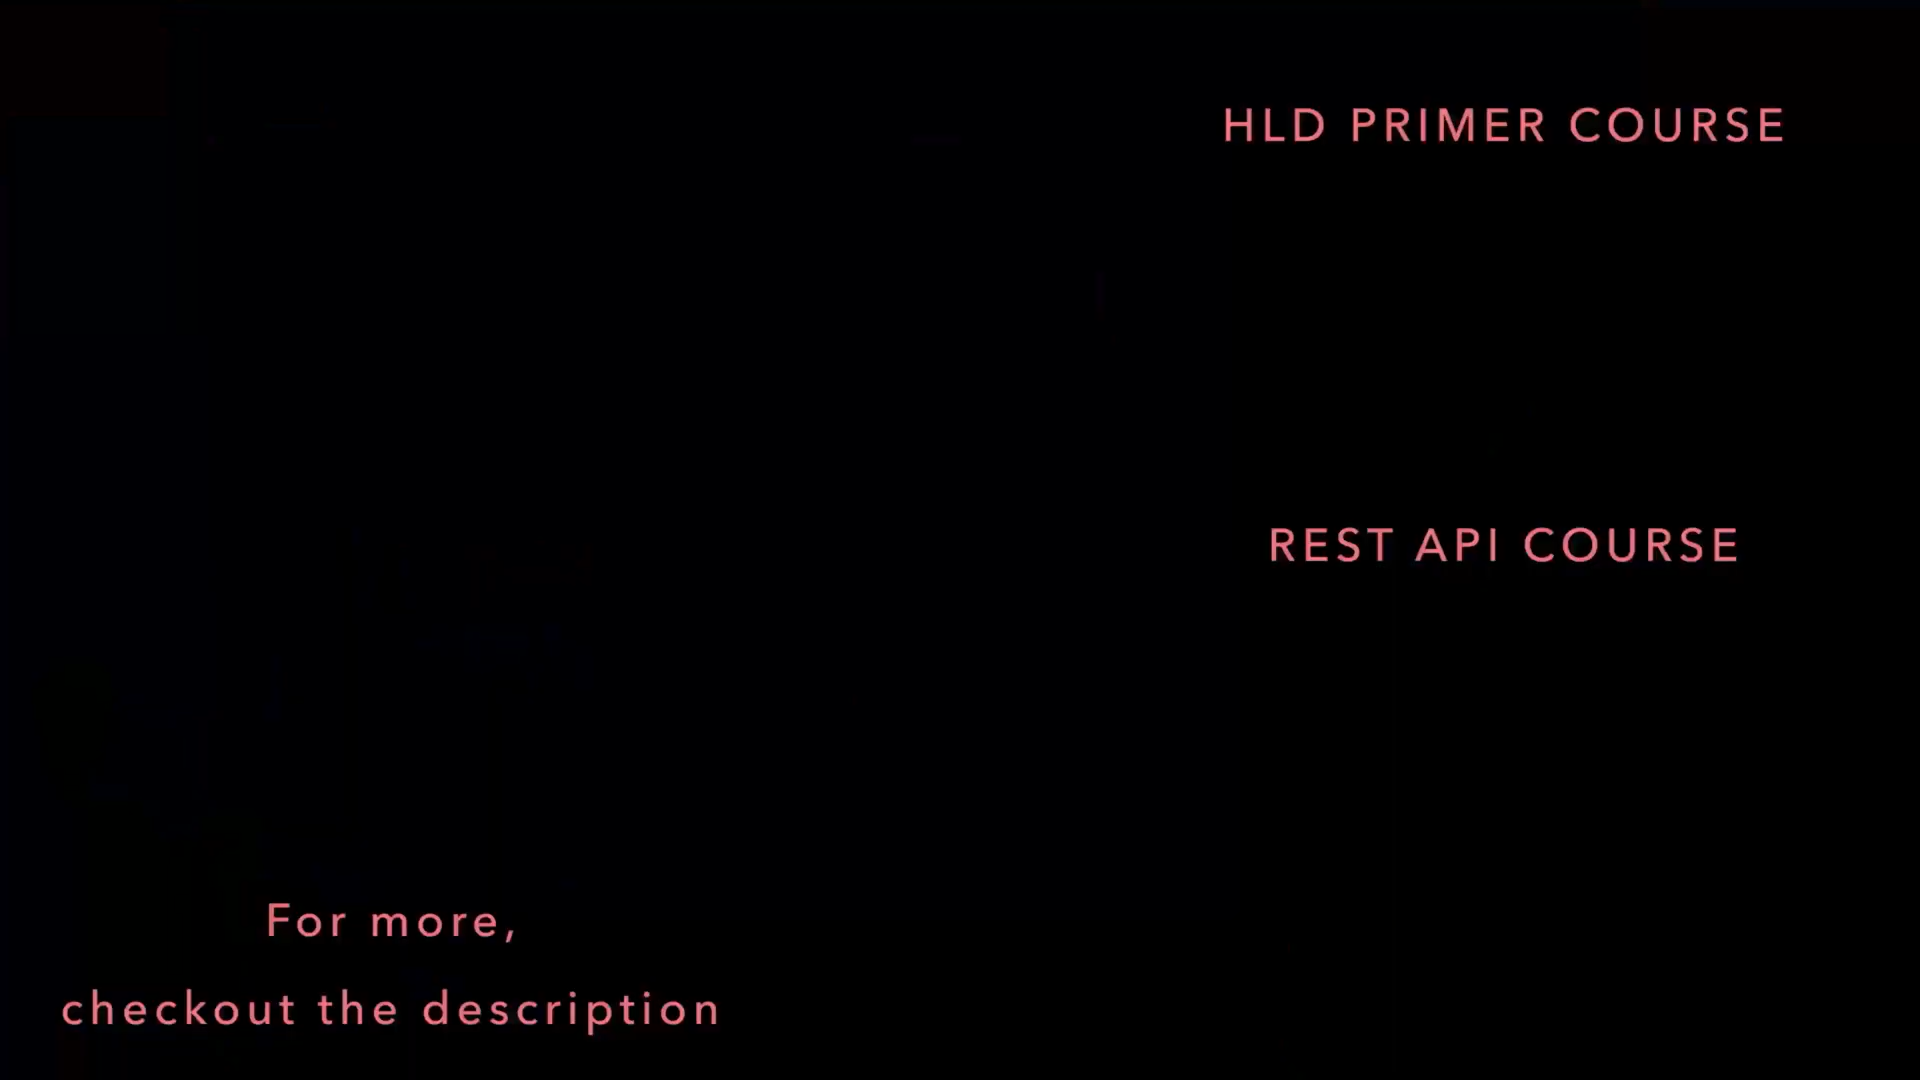 HLD PRIMER COURSE
REST API COURSE
For more,
checkout the description